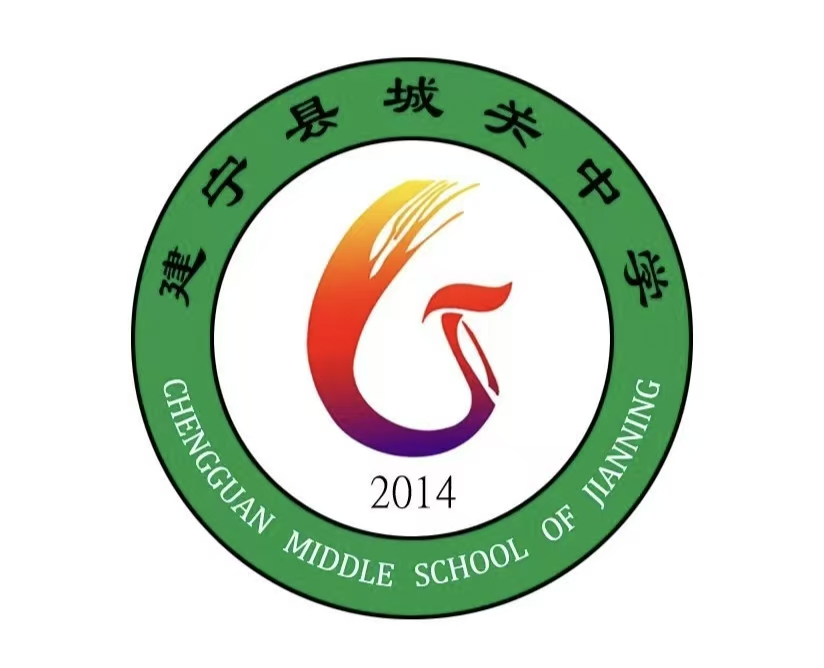 建宁县城关中学
2014
CHENGGUAN MIDDLE SCHOOL OF JIANNING